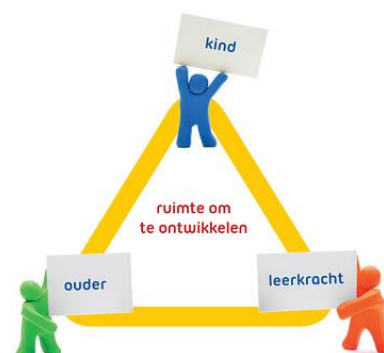 kind
ruimte om
te ontwikkelen
ouder
leerkracht